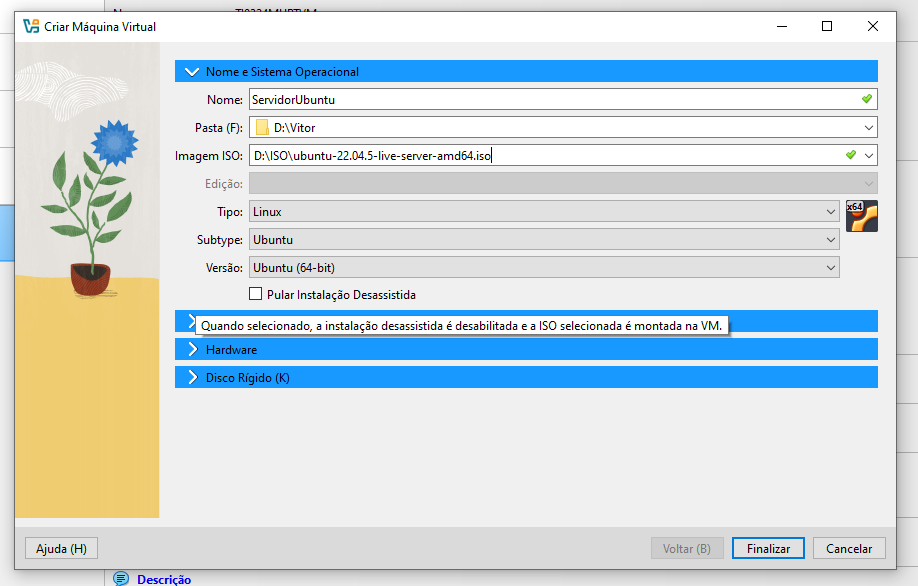 Criar Máquina Virtual
Nome e Sistema Operacional
Nome: ServidorUbuntu
Pasta (F): D:\Vitor
Imagem ISO: D:\ISO\ubuntu-22.04.5-live-server-amd64.iso
Edição:
Tipo: Linux
x64
Subtype: Ubuntu
Versão: Ubuntu (64-bit)
Pular Instalação Desassistida
Quando selecionado, a instalação desassistida é desabilitada e a ISO selecionada é montada na VM.
Hardware
Disco Rígido (K)
Ajuda (H)
Voltar (B)
Finalizar
Cancelar
Descrição